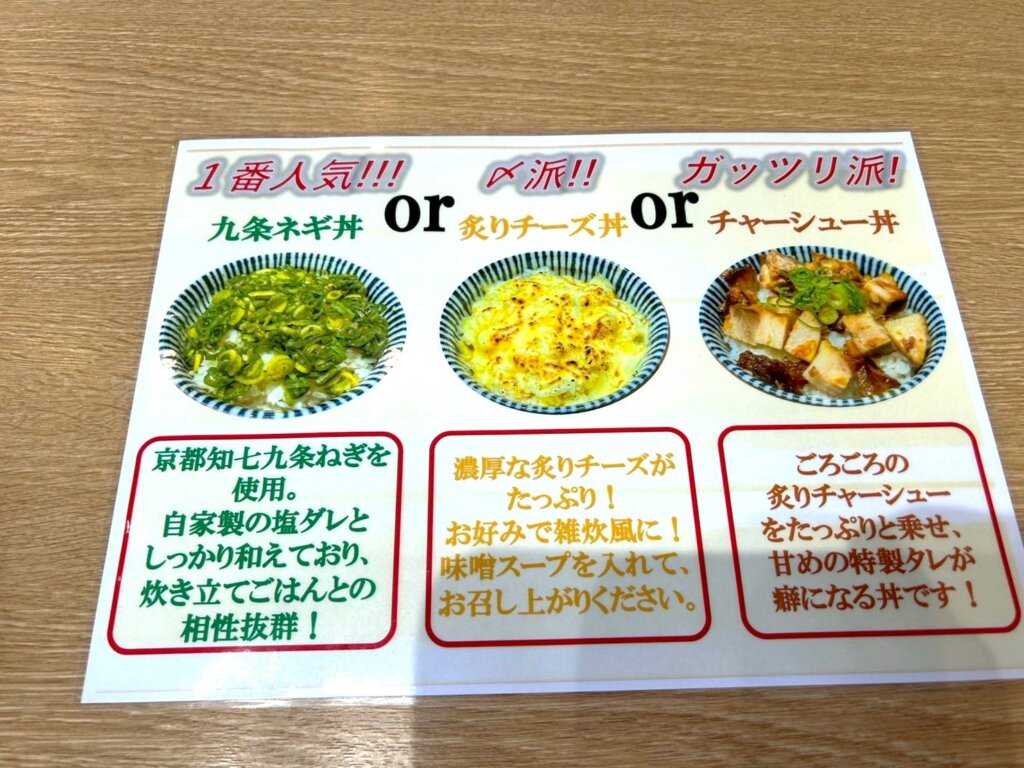 1番人気!!!
九条ネギ丼
or
〆派!!
炙りチーズ丼
or
ガッツリ派!
チャーシュー丼
京都知七九条ねぎを
使用。
自家製の塩ダレと
しっかり和えており、
炊き立てごはんとの
相性抜群！
濃厚な炙りチーズが
たっぷり！
お好みで雑炊風に！
味噌スープを入れて、
お召し上がりください。
ごろごろの
炙りチャーシュー
をたっぷりと乗せ、
甘めの特製タレが
癖になる丼です！